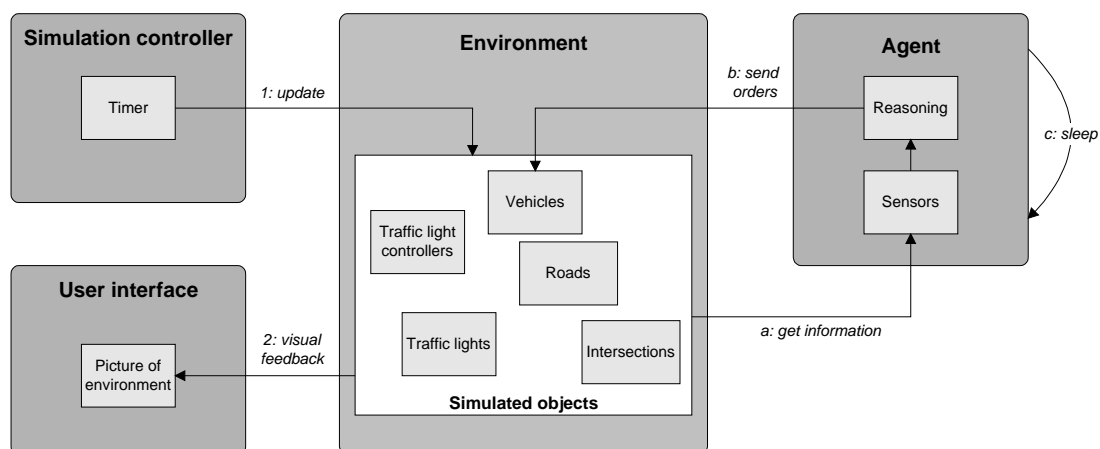 Simulation controller
Timer
1: update
Environment
Vehicles
Traffic light
controllers
Roads
Traffic lights
Intersections
Simulated objects
Agent
Reasoning
Sensors
b: send
orders
c: sleep
a: get information
User interface
Picture of
environment
2: visual
feedback